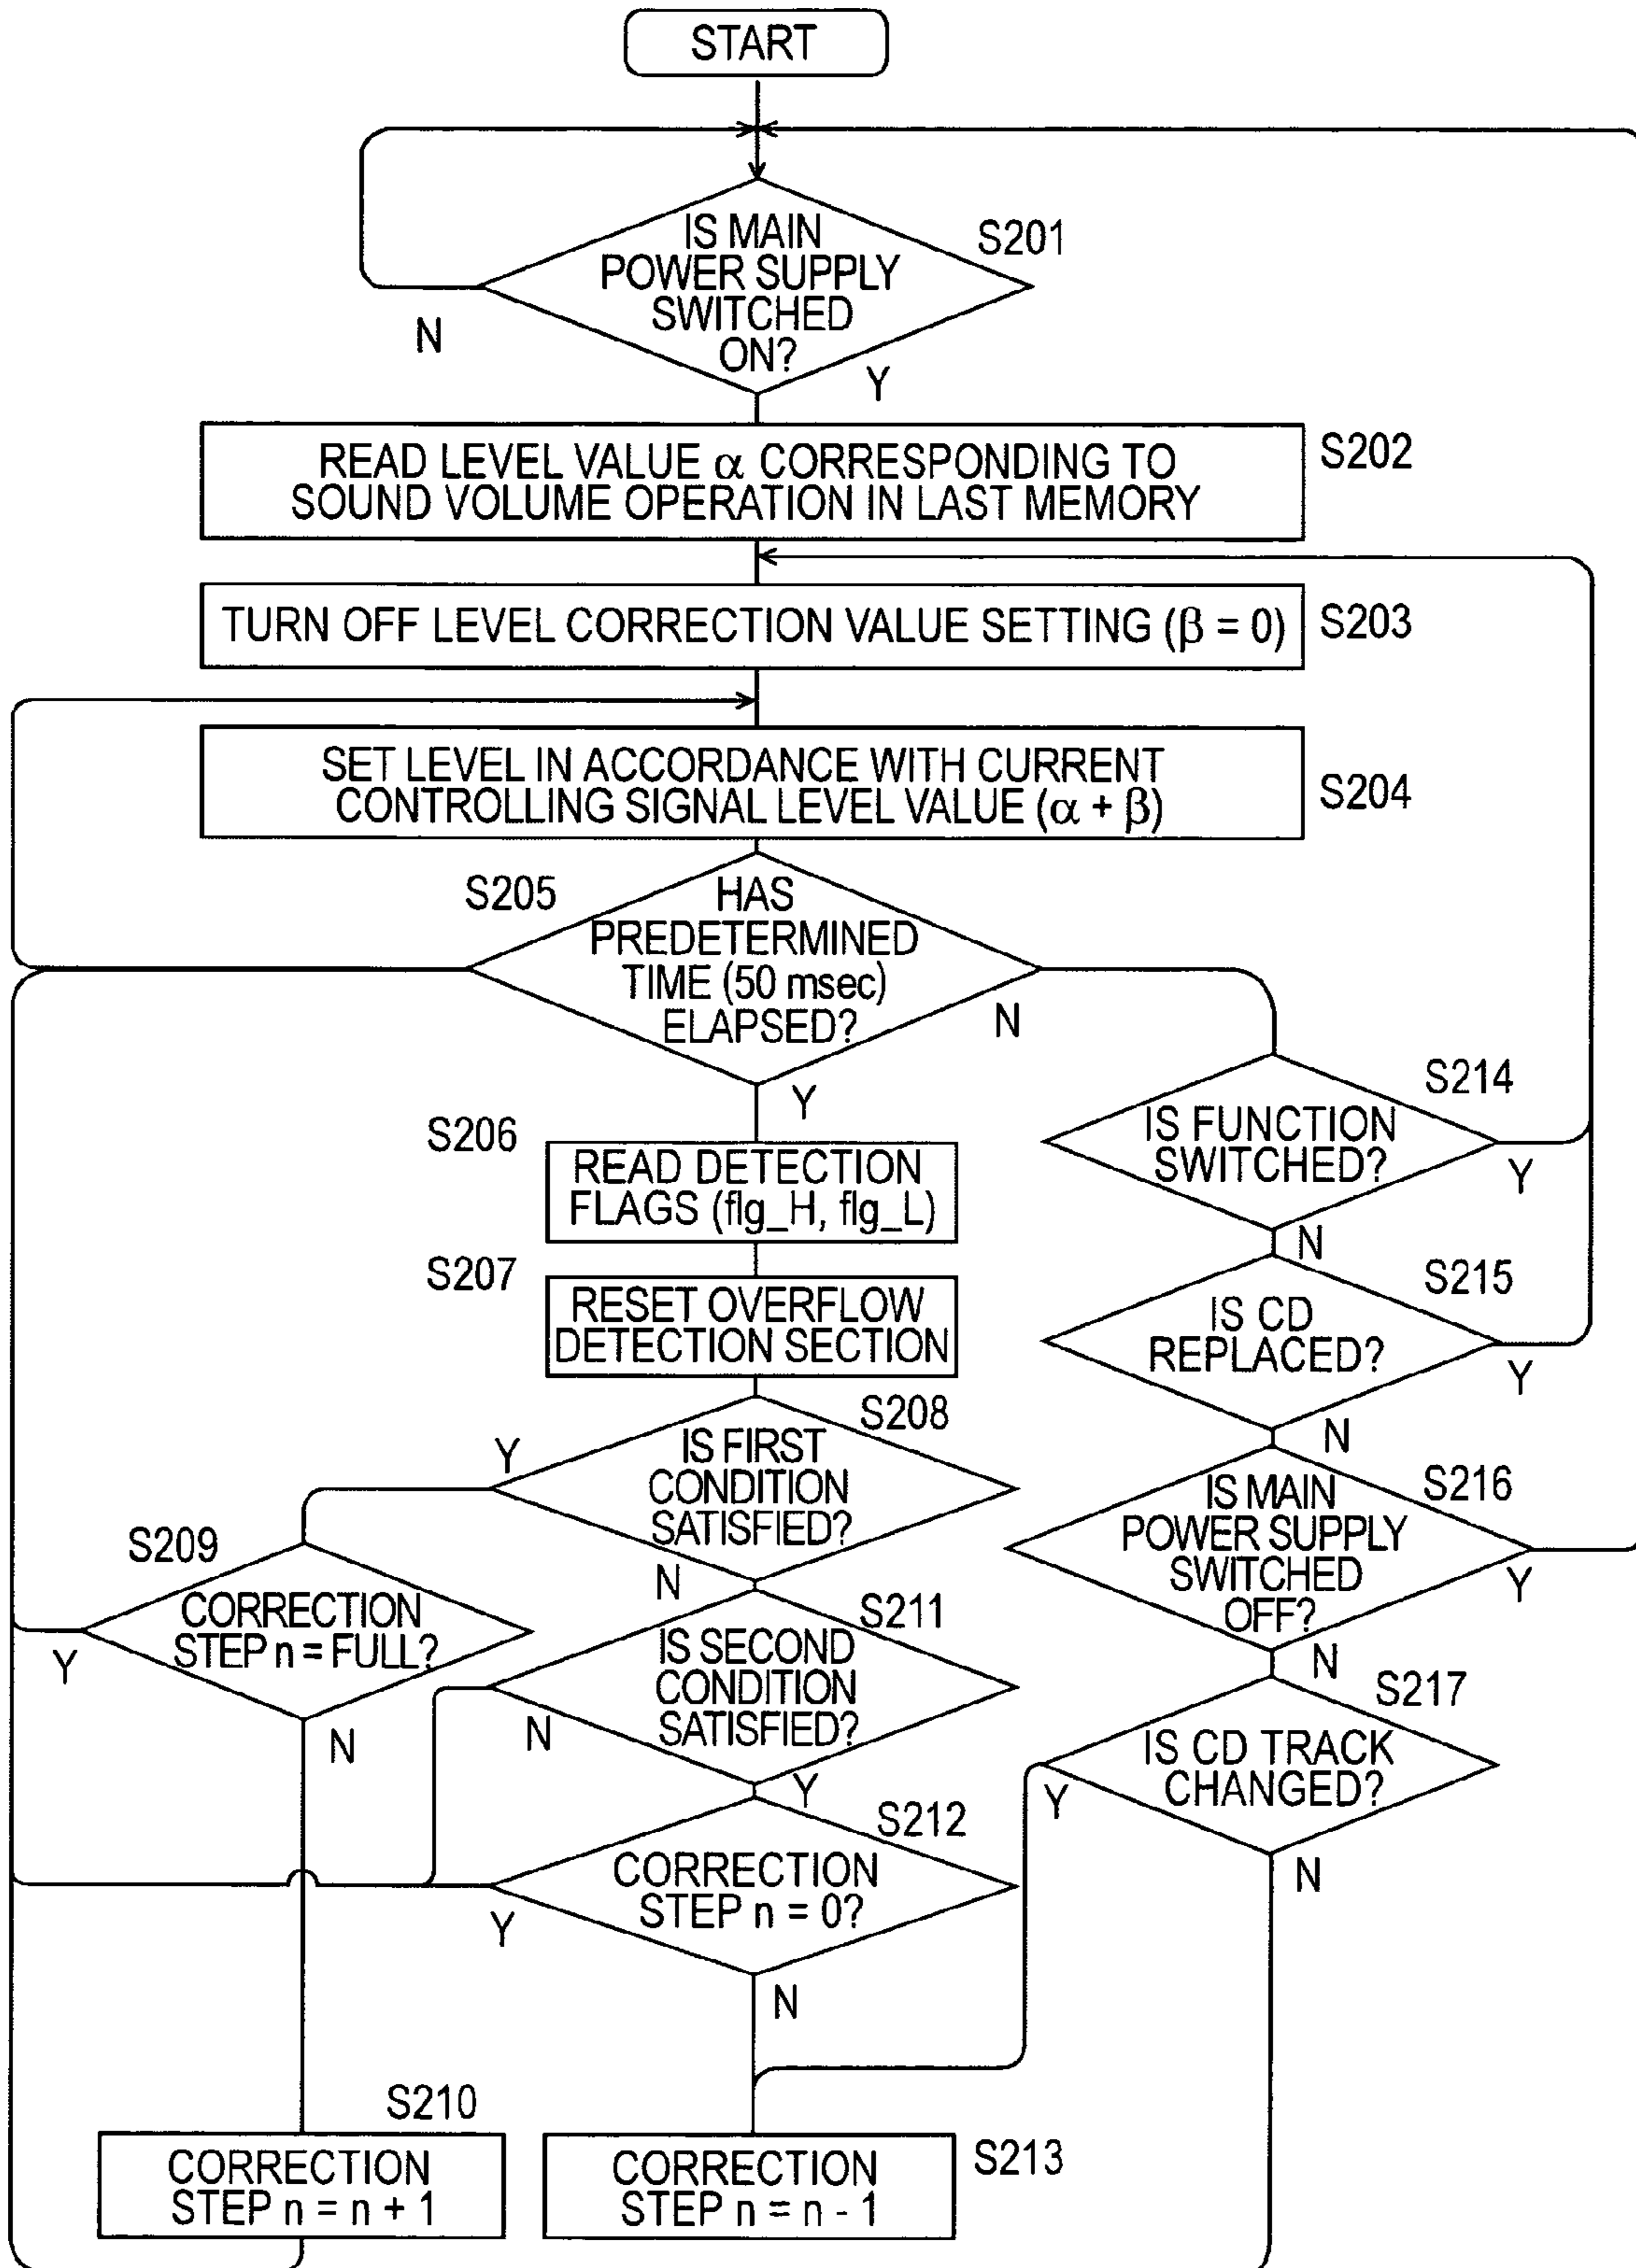 START
IS MAIN
POWER SUPPLY
SWITCHED
ON?
S201
N
Y
READ LEVEL VALUE α CORRESPONDING TO
SOUND VOLUME OPERATION IN LAST MEMORY
S202
TURN OFF LEVEL CORRECTION VALUE SETTING (β = 0)
S203
SET LEVEL IN ACCORDANCE WITH CURRENT
CONTROLLING SIGNAL LEVEL VALUE (α + β)
S204
S205
HAS
PREDETERMINED
TIME (50 msec)
ELAPSED?
N
Y
S206
READ DETECTION
FLAGS (flg_H, flg_L)
S207
RESET OVERFLOW
DETECTION SECTION
S208
IS FIRST
CONDITION
SATISFIED?
Y
N
S209
CORRECTION
STEP n = FULL?
Y
N
S210
CORRECTION
STEP n = n + 1
S211
IS SECOND
CONDITION
SATISFIED?
N
Y
S212
CORRECTION
STEP n = 0?
Y
N
CORRECTION
STEP n = n - 1
S213
S214
IS FUNCTION
SWITCHED?
Y
N
S215
IS CD
REPLACED?
Y
N
S216
IS MAIN
POWER SUPPLY
SWITCHED
OFF?
Y
N
S217
IS CD TRACK
CHANGED?
Y
N